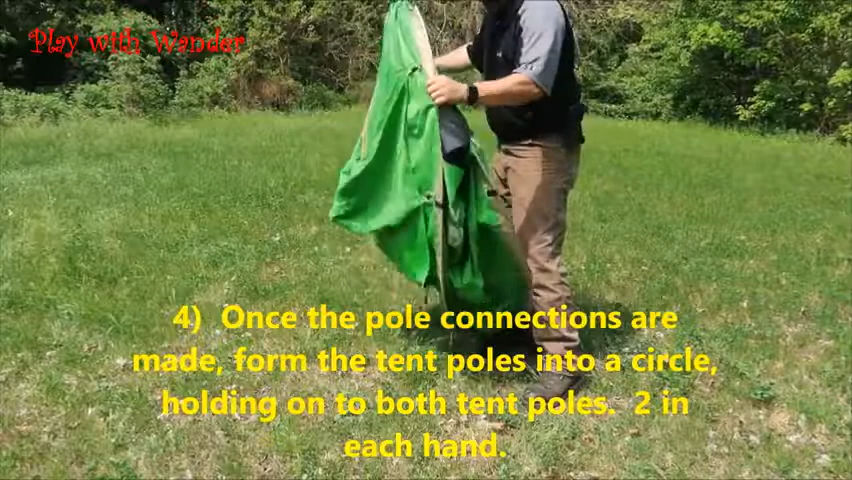 Play with Wander
4)  Once the pole connections are
made, form the tent poles into a circle,
holding on to both tent poles.  2 in
each hand.